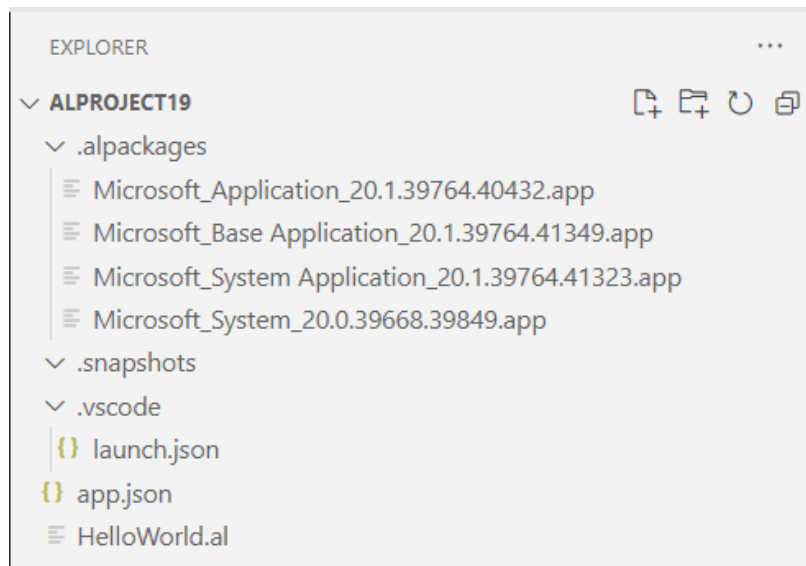 EXPLORER
ALPROJECT19
.alpackages
Microsoft_Application_20.1.39764.40432.app
Microsoft_Base Application_20.1.39764.41349.app
Microsoft_System Application_20.1.39764.41323.app
Microsoft_System_20.0.39668.39849.app
.snapshots
.vscode
{} launch.json
{} app.json
HelloWorld.al